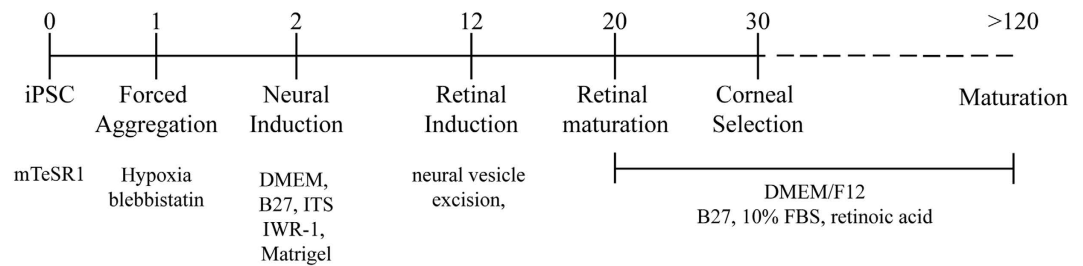 0 1 2 12 20 30 >120
iPSC Forced Neural Retinal Retinal Corneal Maturation
Aggregation Induction Induction maturation Selection
mTeSR1 Hypoxia DMEM, neural vesicle DMEM/F12
blebbistatin B27, ITS excision, B27, 10% FBS, retinoic acid
IWR-1,
Matrigel